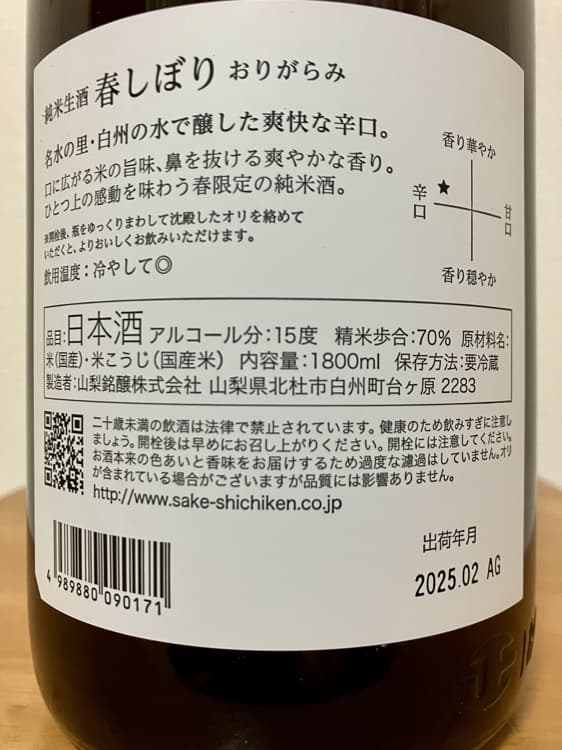 純米生酒 春しぼり おりがらみ
名水の里・白州の水で醸した爽快な辛口。
口に広がる米の旨味、鼻を抜ける爽やかな香り。
ひとつ上の感動を味わう春限定の純米酒。
※開栓後、瓶をゆっくりまわして沈殿したオリを絡めて
いただくと、よりおいしくお飲みいただけます。
飲用温度：冷やして◎
香り華やか
辛口
★
甘口
香り穏やか
品目：日本酒 アルコール分：15度 精米歩合：70% 原材料名：
米（国産）・米こうじ（国産米） 内容量：1800ml 保存方法：要冷蔵
製造者：山梨銘醸株式会社 山梨県北杜市白州町台ヶ原 2283
二十歳未満の飲酒は法律で禁止されています。健康のため飲みすぎに注意し
ましょう。開栓後は早めにお召し上がりください。開栓には注意してください。
お酒本来の色あいと香味をお届けするため過度な濾過はしていません。オリ
が含まれている場合がございますが品質には影響ありません。
http://www.sake-shichiken.co.jp
4 989880 090171
出荷年月
2025.02 AG